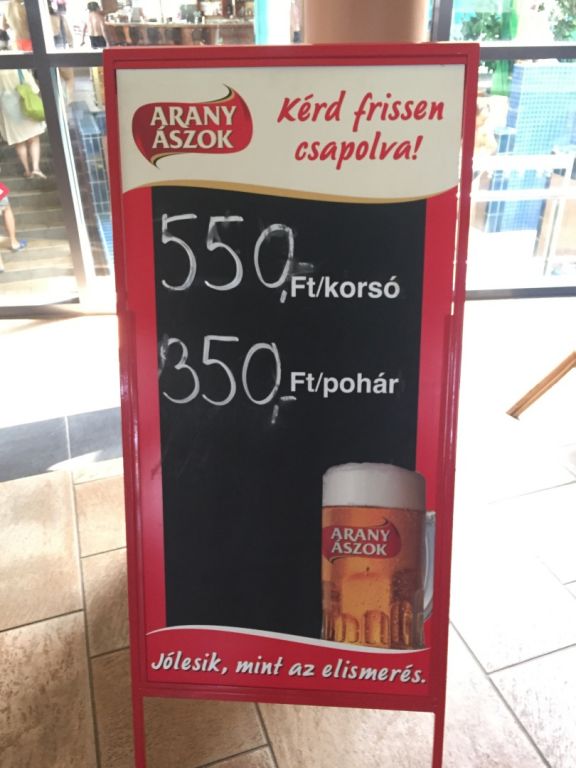 ARANY
ÁSZOK
Kérd frissen
csapolva!
550,- Ft/korsó
350,- Ft/pohár
ARANY
ÁSZOK
Jólesik, mint az elismerés.